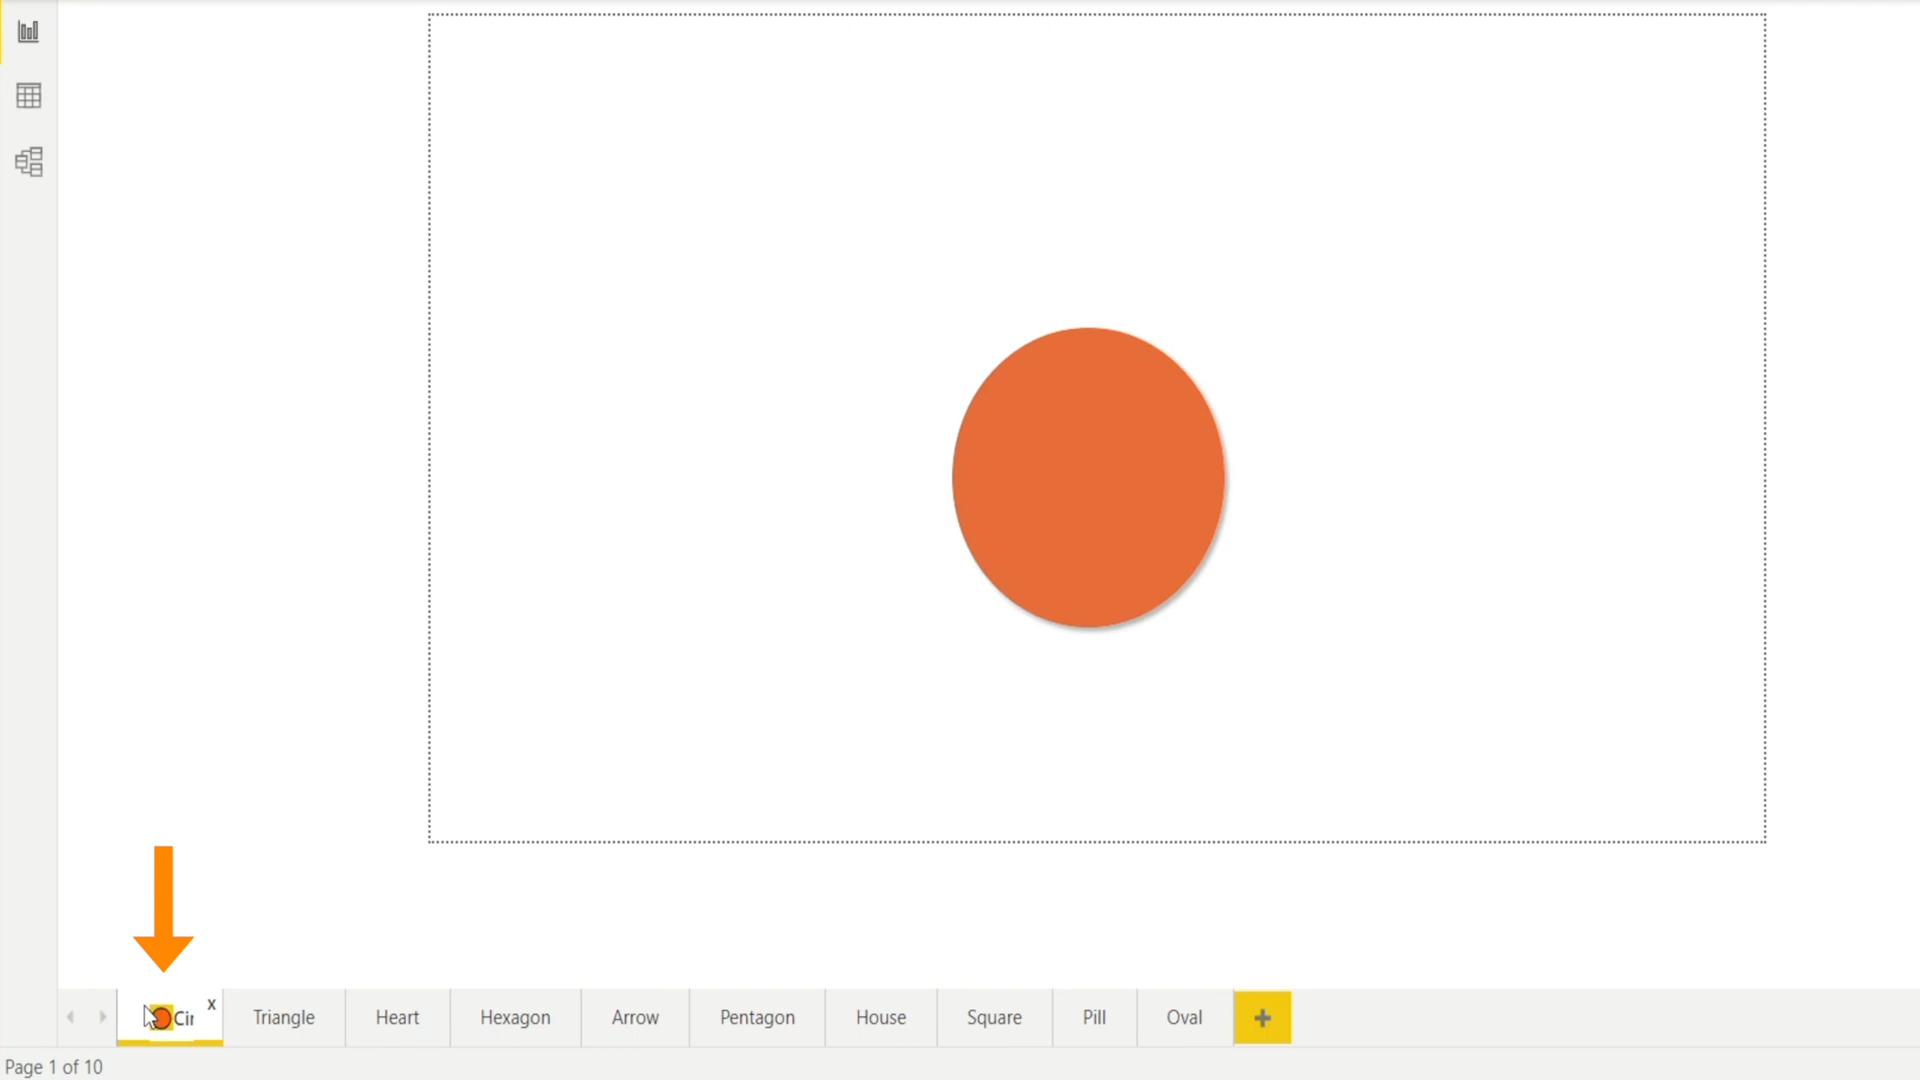 Cir x Triangle Heart Hexagon Arrow Pentagon House Square Pill Oval +
Page 1 of 10